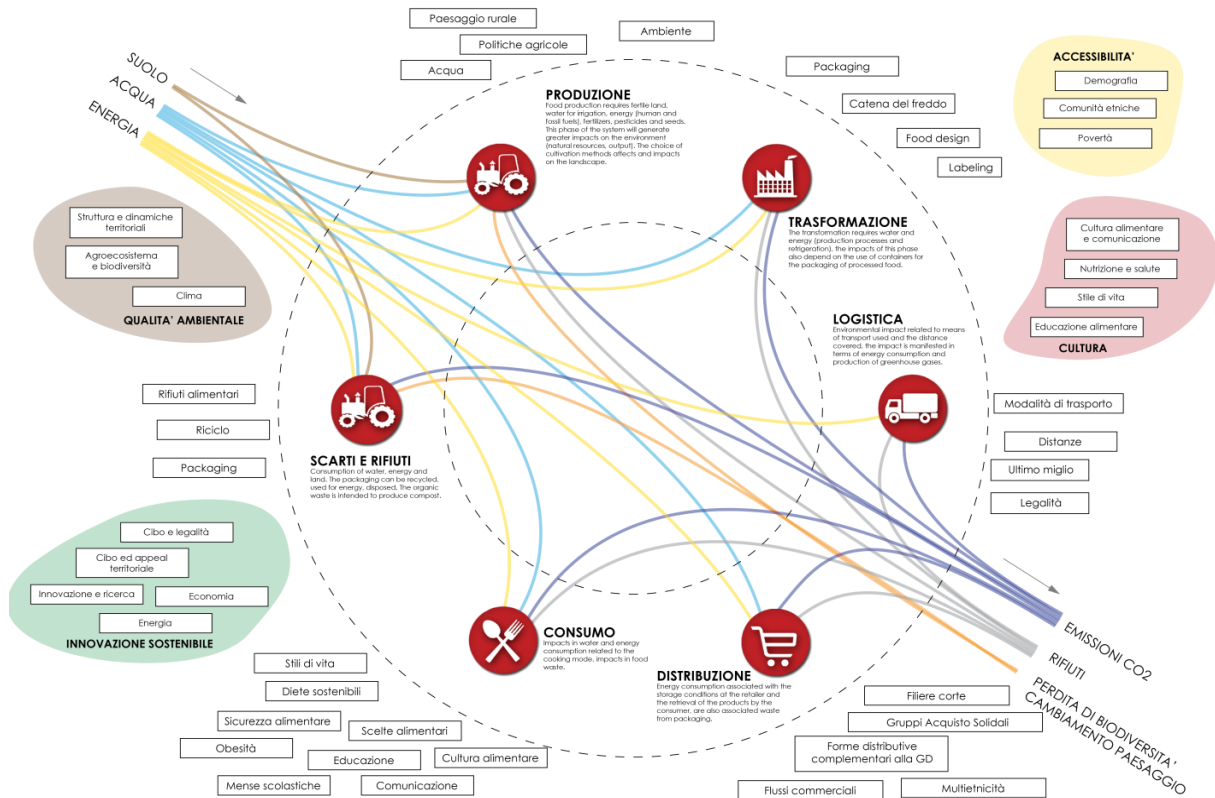 Paesaggio rurale
Politiche agricole
Acqua
Ambiente
Packaging
Catena del freddo
Food design
Labeling
ACCESSIBILITA'
Demografia
Comunità etniche
Povertà
SUOLO
ACQUA
ENERGIA
PRODUZIONE
Food production requires fertile land,
water for irrigation, energy (human and
fossil fuels), fertilizers, pesticides and seeds.
This phase of the system will generate
greater impacts on the environment
(natural resources, output). The choice of
cultivation methods affects and impacts
on the landscape.
TRASFORMAZIONE
The transformation requires water and
energy (production processes and
refrigeration), the impacts of this phase
also depend on the use of containers for
the packaging of processed food.
Struttura e dinamiche
territoriali
Agroecosistema
e biodiversità
Clima
QUALITA' AMBIENTALE
Cultura alimentare
e comunicazione
Nutrizione e salute
Stile di vita
Educazione alimentare
CULTURA
LOGISTICA
Environmental impact related to means
of transport used and the distance
covered, the impact is manifested in
terms of energy consumption and
production of greenhouse gases.
Rifiuti alimentari
Riciclo
Packaging
SCARTI E RIFIUTI
Consumption of water, energy and
land. The packaging can be recycled,
used for energy, disposed. The organic
waste is intended to produce compost.
Modalità di trasporto
Distanze
Ultimo miglio
Legalità
Cibo e legalità
Cibo ed appeal
territoriale
Innovazione e ricerca
Economia
Energia
INNOVAZIONE SOSTENIBILE
CONSUMO
Impacts in water and energy
consumption related to the
cooking mode, impacts in food
waste.
DISTRIBUZIONE
Energy consumption associated with the
storage conditions at the retailer and
the retrieval of the products by the
consumer, are also associated waste
from packaging.
EMISSIONI CO2
RIFIUTI
PERDITA DI BIODIVERSITA'
CAMBIAMENTO PAESAGGIO
Stili di vita
Diete sostenibili
Sicurezza alimentare
Scelte alimentari
Obesità
Educazione
Cultura alimentare
Mense scolastiche
Comunicazione
Filiere corte
Gruppi Acquisto Solidali
Forme distributive
complementari alla GD
Flussi commerciali
Multietnicità